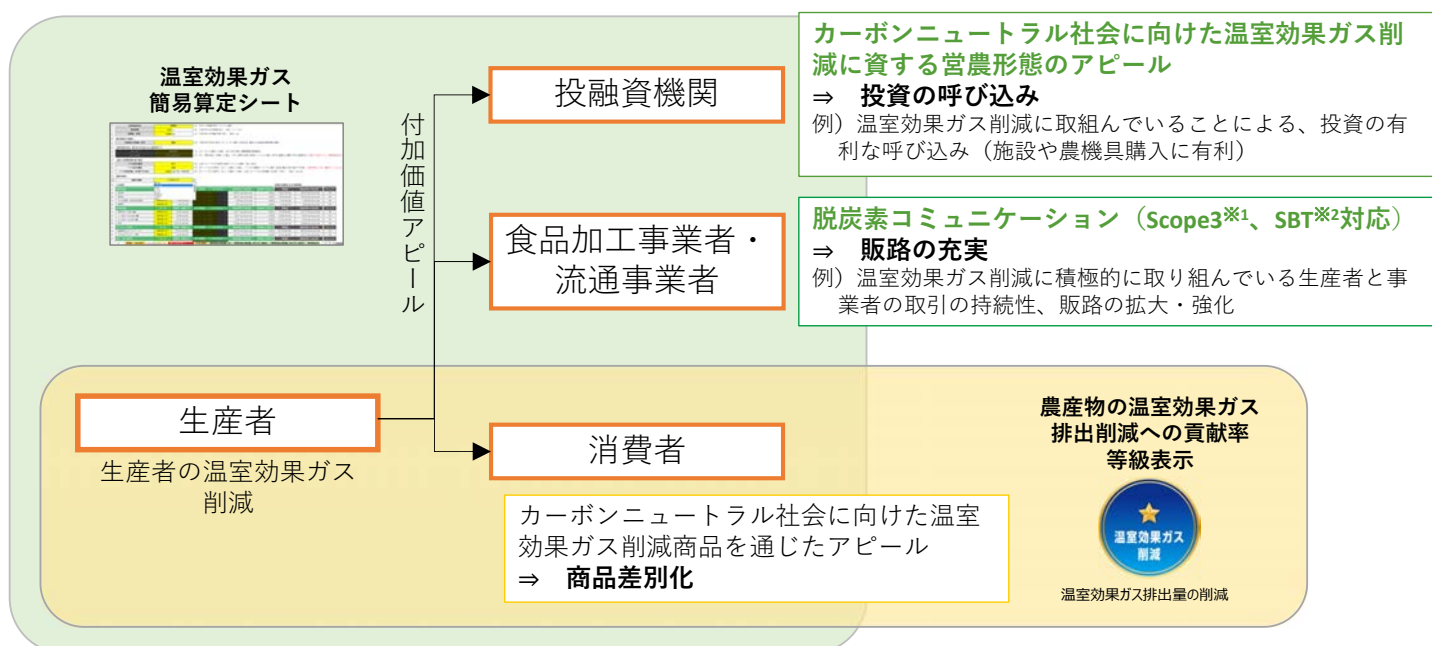 温室効果ガス
簡易算定シート
付加価値アピール
投融資機関
カーボンニュートラル社会に向けた温室効果ガス削
減に資する営農形態のアピール
⇒ 投資の呼び込み
例）温室効果ガス削減に取組んでいることによる、投資の有
利な呼び込み（施設や農機具購入に有利）
食品加工事業者・
流通事業者
脱炭素コミュニケーション（Scope3※1、SBT※2対応）
⇒ 販路の充実
例）温室効果ガス削減に積極的に取り組んでいる生産者と事
業者の取引の持続性、販路の拡大・強化
生産者
生産者の温室効果ガス
削減
消費者
カーボンニュートラル社会に向けた温室
効果ガス削減商品を通じたアピール
⇒ 商品差別化
農産物の温室効果ガス
排出削減への貢献率
等級表示
温室効果ガス
削減
温室効果ガス排出量の削減